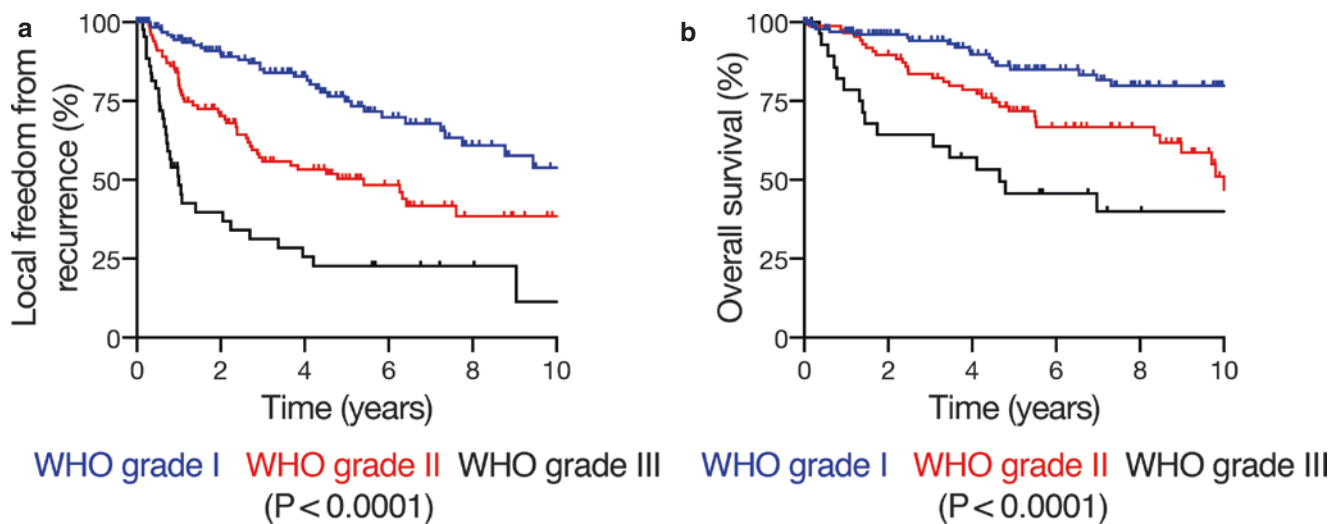 a
Local freedom from
recurrence (%)
100
75
50
25
0
0 2 4 6 8 10
Time (years)
WHO grade I WHO grade II WHO grade III
(P < 0.0001)
b
Overall survival (%)
100
75
50
25
0
0 2 4 6 8 10
Time (years)
WHO grade I WHO grade II WHO grade III
(P < 0.0001)